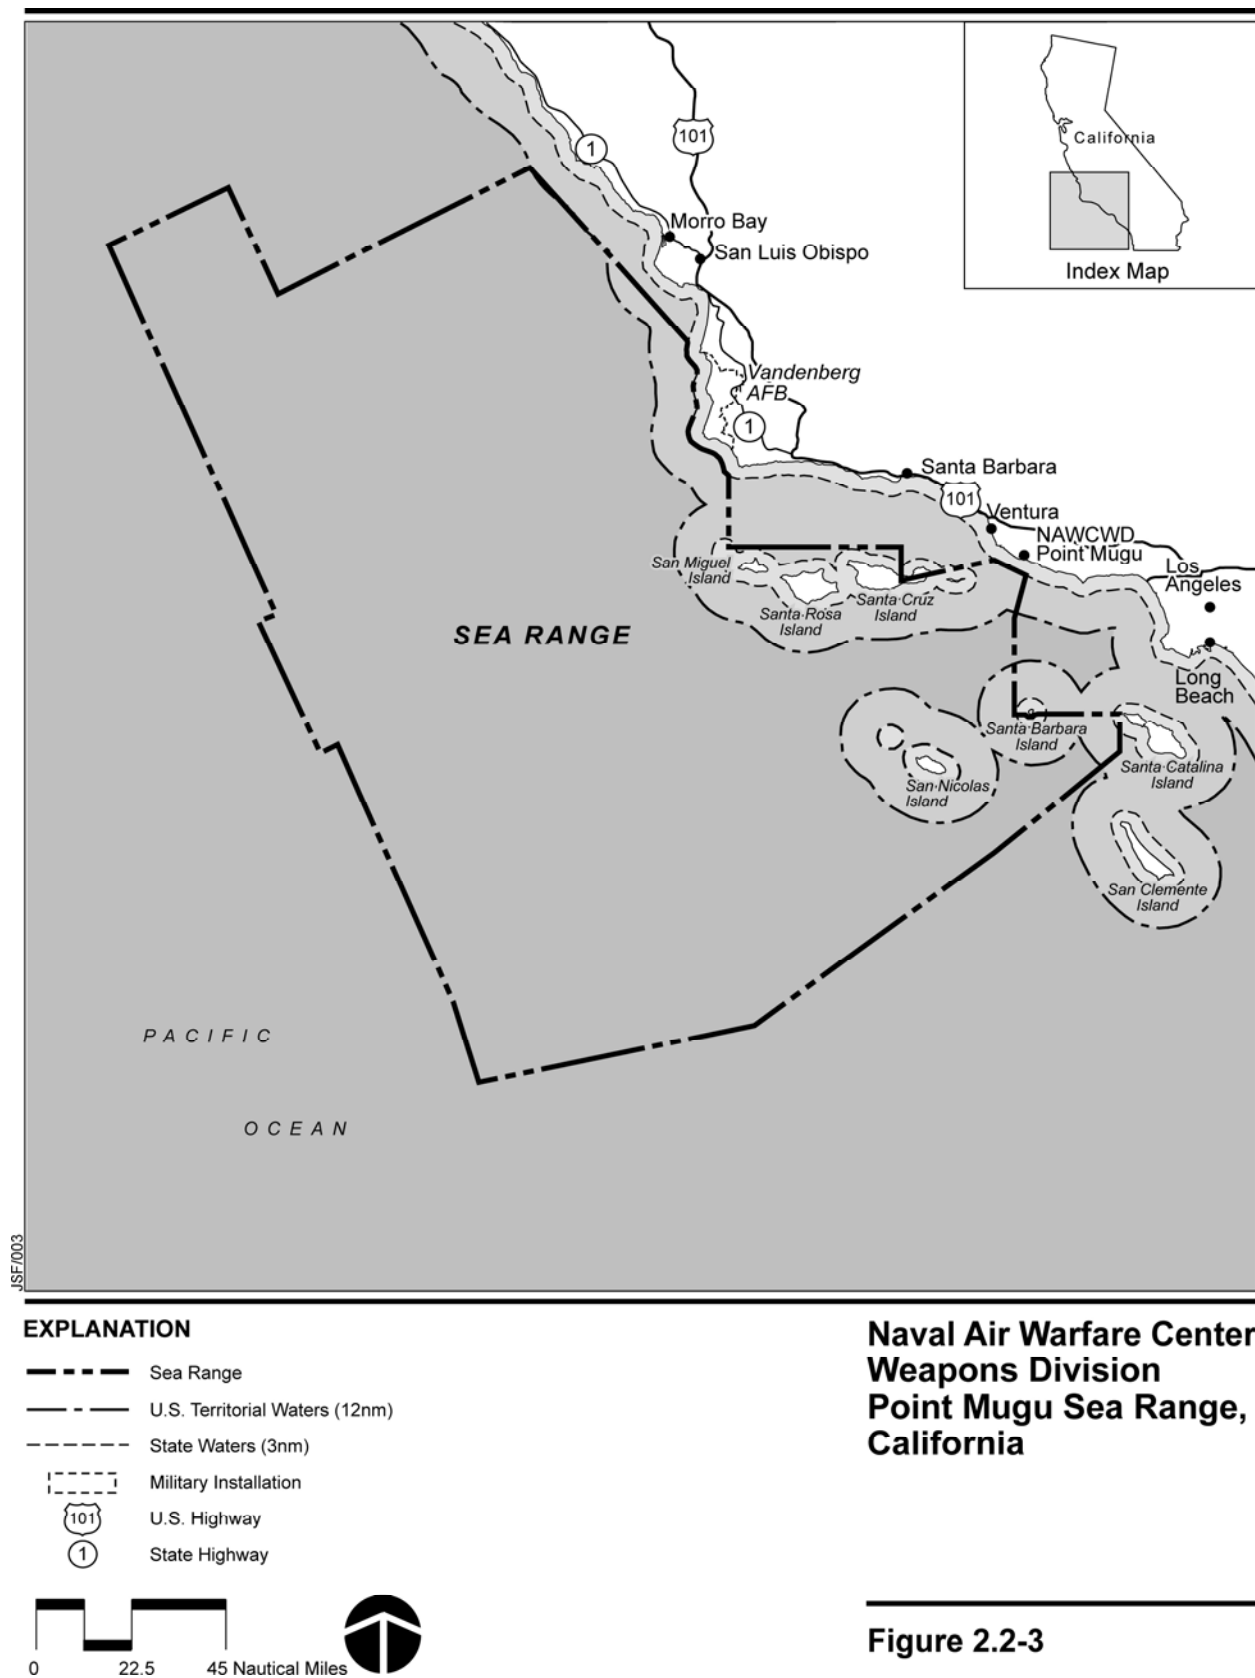 California
Index Map
101
1
Morro Bay
San Luis Obispo
Vandenberg
AFB
1
Santa Barbara
101
Ventura
NAWCWD
Point Mugu
Los
Angeles
San Miguel
Island
Santa Rosa
Island
Santa Cruz
Island
SEA RANGE
Long
Beach
Santa Barbara
Island
Santa Catalina
Island
San Nicolas
Island
San Clemente
Island
PACIFIC
OCEAN
JSF/003
EXPLANATION
Sea Range
U.S. Territorial Waters (12nm)
State Waters (3nm)
Military Installation
101 U.S. Highway
1 State Highway
0 22.5 45 Nautical Miles
Naval Air Warfare Center
Weapons Division
Point Mugu Sea Range,
California
Figure 2.2-3